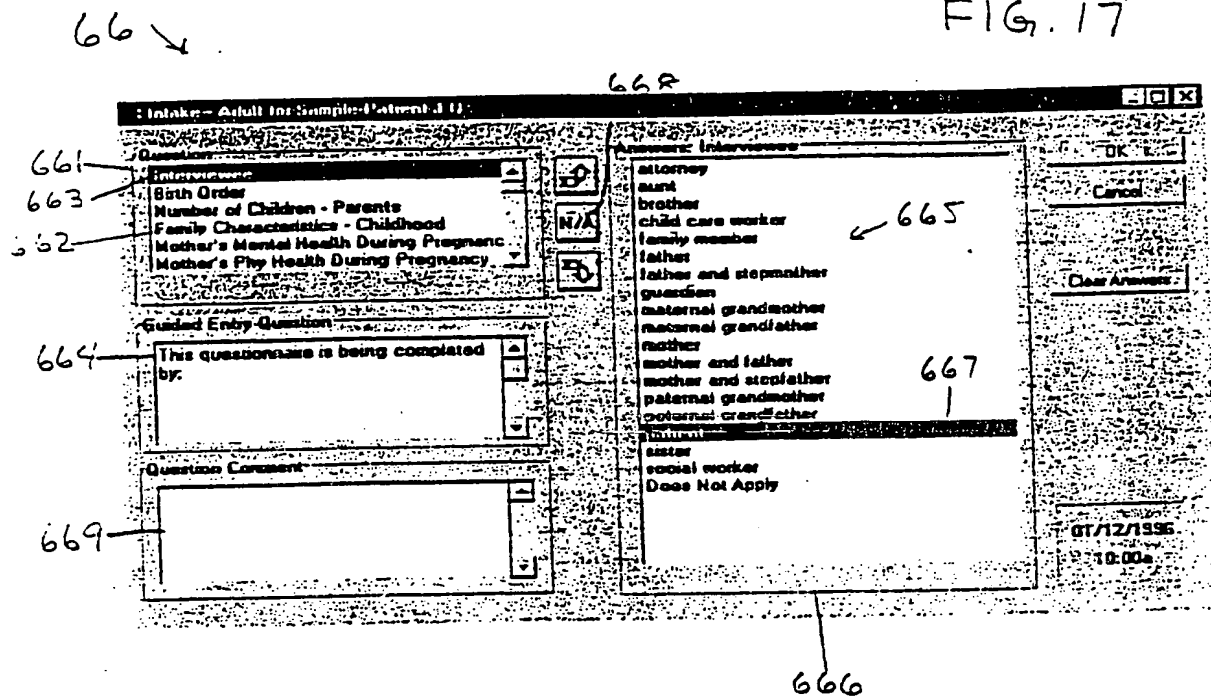 FIG. 17
66
668
Intake - Adult for Sample-Patient
661
663
662
Question
Interviewee
Birth Order
Number of Children - Parents
Family Characteristics - Childhood
Mother's Mental Health During Pregnanc
Mother's Phy Health During Pregnancy
N/A
Guided Entry Question
664
This questionnaire is being completed
by:
Question Comment
669
Answers: Interviewee
attorney
aunt
brother
child care worker
family member
father
father and stepmother
guardian
maternal grandmother
maternal grandfather
mother
mother and father
mother and stepfather
paternal grandmother
paternal grandfather
sister
social worker
Does Not Apply
665
667
666
OK
Cancel
Clear Answers
07/12/1996
10:00a